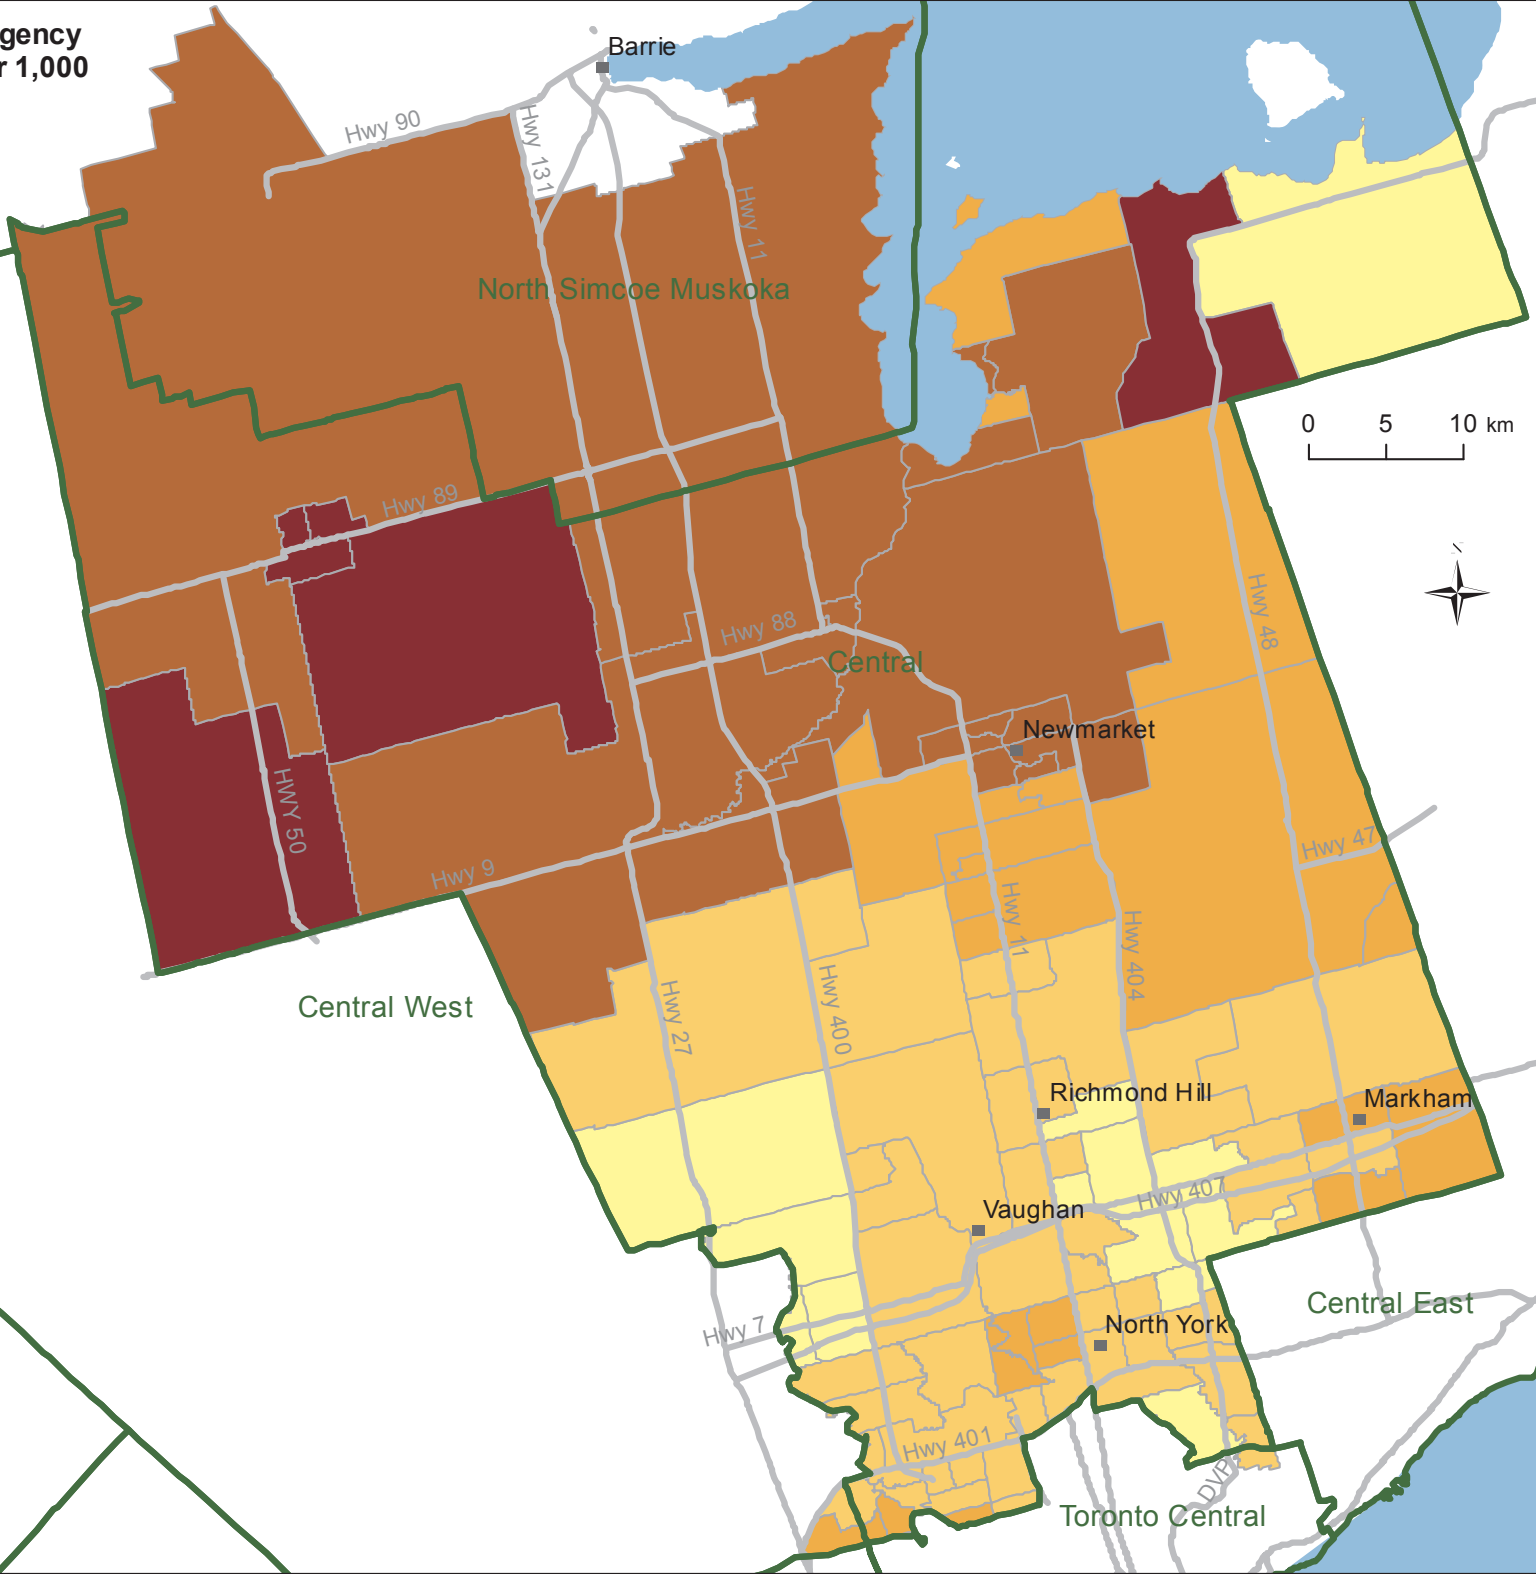 gency
r 1,000
Barrie
Hwy 90
Hwy 131
Hwy 11
North Simcoe Muskoka
0 5 10 km
Hwy 89
N
Hwy 48
Hwy 88
Central
Newmarket
HWY 50
Hwy 47
Hwy 9
Hwy 11
Hwy 404
Central West
Hwy 27
Hwy 400
Richmond Hill
Markham
Hwy 407
Vaughan
Central East
Hwy 7
North York
Hwy 401
DVP
Toronto Central